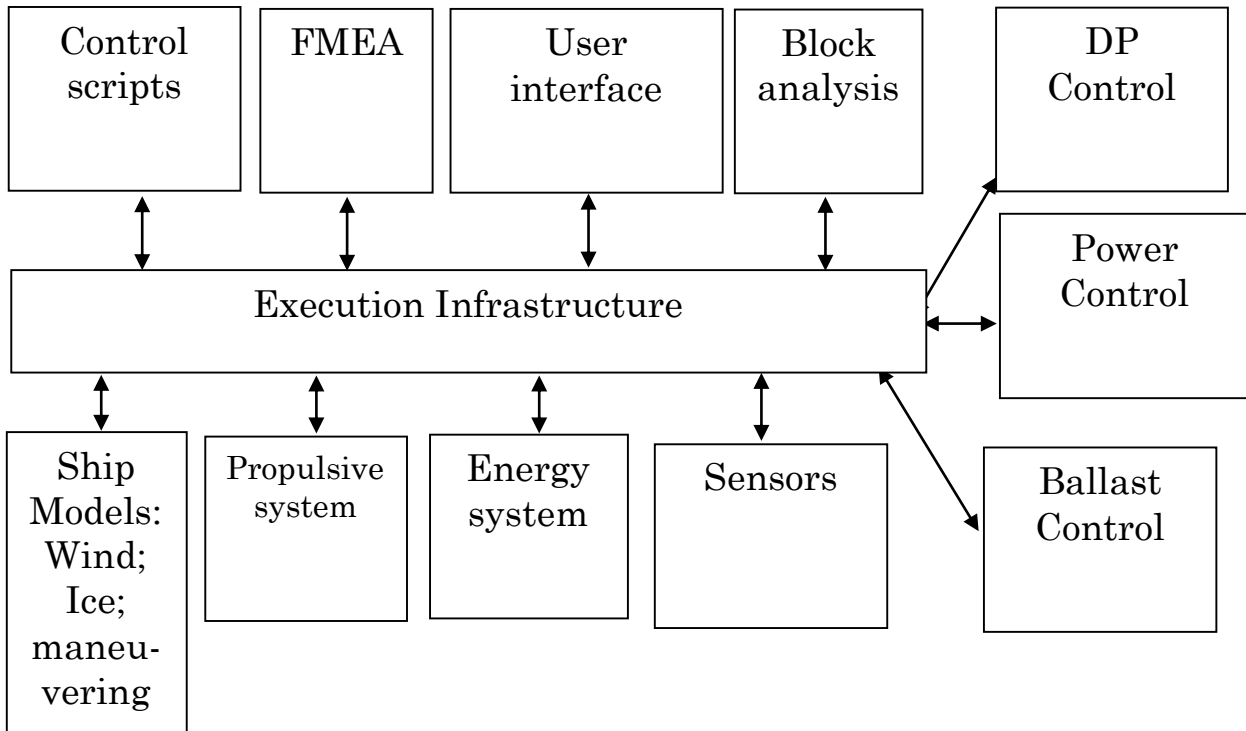 Control
scripts
FMEA
User
interface
Block
analysis
DP
Control
Power
Control
Execution Infrastructure
Ship
Models:
Wind;
Ice;
maneu-
vering
Propulsive
system
Energy
system
Sensors
Ballast
Control